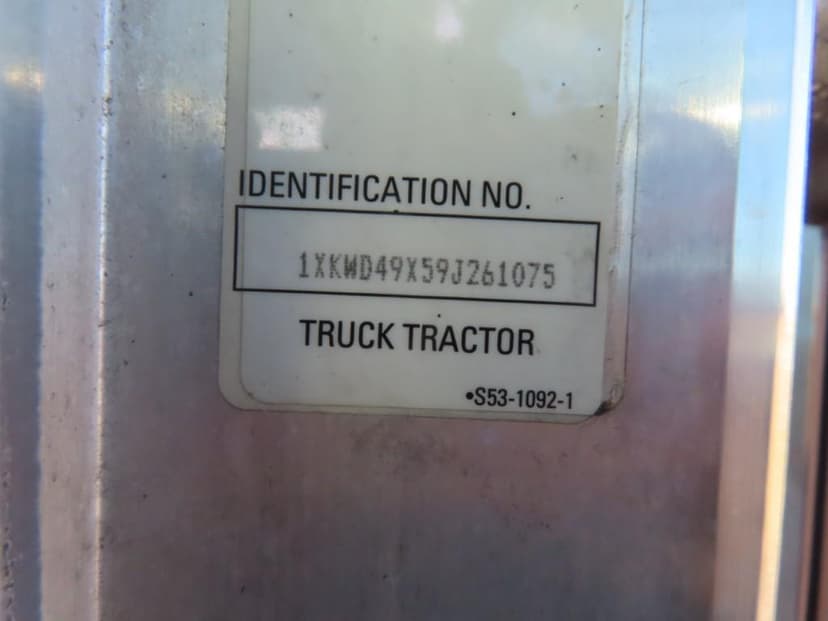 IDENTIFICATION NO.
1XKWD49X59J261075
TRUCK TRACTOR
•S53-1092-1